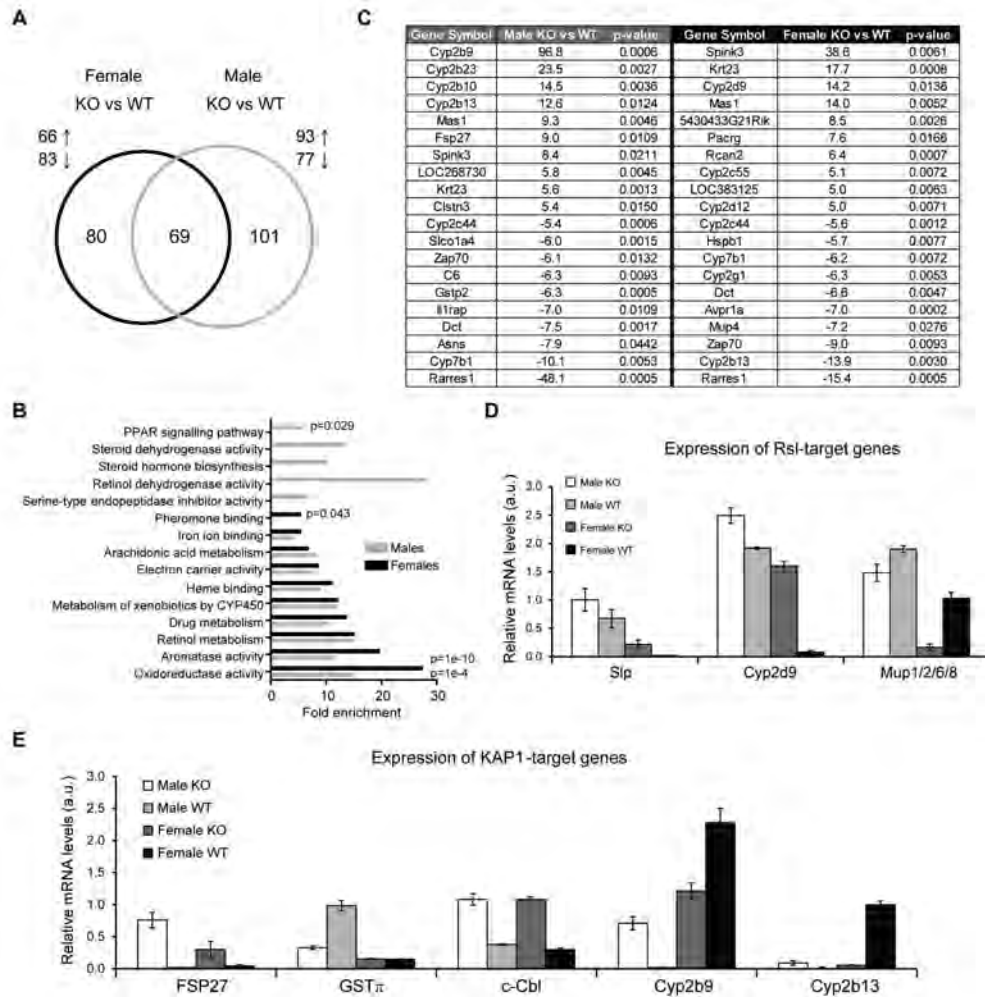 A
Female
KO vs WT
Male
KO vs WT
66 ↑
83 ↓
93 ↑
77 ↓
80
69
101
C
Gene Symbol Male KO vs WT p-value Gene Symbol Female KO vs WT p-value
Cyp2b9 96.8 0.0006 Spink3 38.6 0.0061
Cyp2b23 23.5 0.0027 Krt23 17.7 0.0008
Cyp2b10 14.5 0.0036 Cyp2d9 14.2 0.0136
Cyp2b13 12.6 0.0124 Mas1 14.0 0.0052
Mas1 9.3 0.0046 5430433G21Rik 8.5 0.0026
Fsp27 9.0 0.0109 Pacrg 7.6 0.0166
Spink3 8.4 0.0211 Rcan2 6.4 0.0007
LOC268730 5.8 0.0045 Cyp2c55 5.1 0.0072
Krt23 5.6 0.0013 LOC383125 5.0 0.0063
Clstn3 5.4 0.0150 Cyp2d12 5.0 0.0071
Cyp2c44 -5.4 0.0006 Cyp2c44 -5.6 0.0012
Slco1a4 -6.0 0.0015 Hspb1 -5.7 0.0077
Zap70 -6.1 0.0132 Cyp7b1 -6.2 0.0072
C6 -6.3 0.0093 Cyp2g1 -6.3 0.0053
Gstp2 -6.3 0.0005 Dct -6.6 0.0047
Il1rap -7.0 0.0109 Avpr1a -7.0 0.0002
Dct -7.5 0.0017 Mup4 -7.2 0.0276
Asns -7.9 0.0442 Zap70 -9.0 0.0093
Cyp7b1 -10.1 0.0053 Cyp2b13 -13.9 0.0030
Rarres1 -48.1 0.0005 Rarres1 -15.4 0.0005
B
PPAR signalling pathway
Steroid dehydrogenase activity
Steroid hormone biosynthesis
Retinol dehydrogenase activity
Serine-type endopeptidase inhibitor activity
Pheromone binding
Iron ion binding
Arachidonic acid metabolism
Electron carrier activity
Heme binding
Metabolism of xenobiotics by CYP450
Drug metabolism
Retinol metabolism
Aromatase activity
Oxidoreductase activity
p=0.029
p=0.043
Males
Females
p=1e-10
p=1e-4
0 10 20 30
Fold enrichment
D
Expression of Rsl-target genes
Relative mRNA levels (a.u.)
3.0
2.5
2.0
1.5
1.0
0.5
0.0
Male KO
Male WT
Female KO
Female WT
Slp Cyp2d9 Mup1/2/6/8
E
Expression of KAP1-target genes
Relative mRNA levels (a.u.)
3.0
2.5
2.0
1.5
1.0
0.5
0.0
Male KO
Male WT
Female KO
Female WT
FSP27 GSTπ c-Cbl Cyp2b9 Cyp2b13